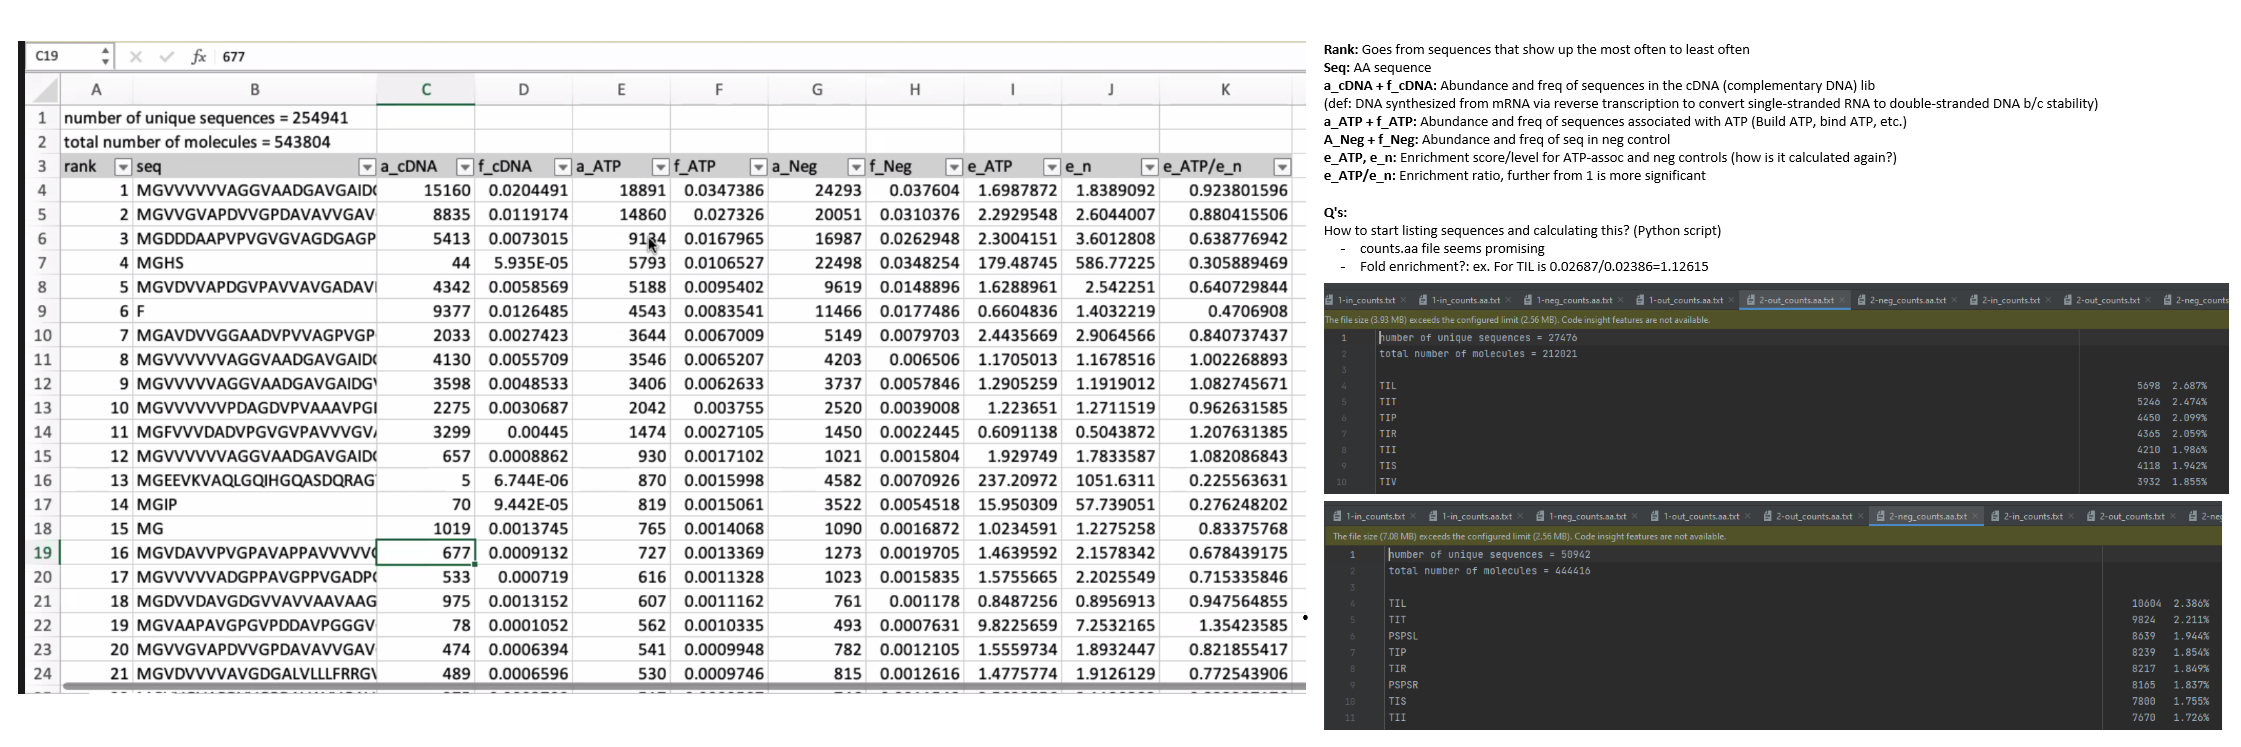 C19 fx 677
A B C D E F G H I J K
1 number of unique sequences = 254941
2 total number of molecules = 543804
3 rank seq a_cDNA f_cDNA a_ATP f_ATP a_Neg f_Neg e_ATP e_n e_ATP/e_n
4 1 MGVVVVVVAGGVAADGAVGAID 15160 0.0204491 18891 0.0347386 24293 0.037604 1.6987872 1.8389092 0.923801596
5 2 MGVVGVAPDVVGPDAVAVVGAV 8835 0.0119174 14860 0.027326 20051 0.0310376 2.2929548 2.6044007 0.880415506
6 3 MGDDDAAPVPVGVGVAGDGAGP 5413 0.0073015 9134 0.0167965 16987 0.0262948 2.3004151 3.6012808 0.638776942
7 4 MGHS 44 5.935E-05 5793 0.0106527 22498 0.0348254 179.48745 586.77225 0.305889469
8 5 MGVDVVAPDGVPAVVAVGADAV 4342 0.0058569 5188 0.0095402 9619 0.0148896 1.6288961 2.542251 0.640729844
9 6 F 9377 0.0126485 4543 0.0083541 11466 0.0177486 0.6604836 1.4032219 0.4706908
10 7 MGAVDVVGGAADVPVVAGPVGP 2033 0.0027423 3644 0.0067009 5149 0.0079703 2.4435669 2.9064566 0.840737437
11 8 MGVVVVVVAGGVAADGAVGAID 4130 0.0055709 3546 0.0065207 4203 0.006506 1.1705013 1.1678516 1.002268893
12 9 MGVVVVVAGGVAADGAVGAIDG 3598 0.0048533 3406 0.0062633 3737 0.0057846 1.2905259 1.1919012 1.082745671
13 10 MGVVVVVVPDAGDVPVAAAVPG 2275 0.0030687 2042 0.003755 2520 0.0039008 1.223651 1.2711519 0.962631585
14 11 MGFVVVDADVPGVGVPAVVVGV 3299 0.00445 1474 0.0027105 1450 0.0022445 0.6091138 0.5043872 1.207631385
15 12 MGVVVVVVAGGVAADGAVGAID 657 0.0008862 930 0.0017102 1021 0.0015804 1.929749 1.7833587 1.082086843
16 13 MGEEVKVAQLGQIHGQASDQRAG 5 6.744E-06 870 0.0015998 4582 0.0070926 237.20972 1051.6311 0.225563631
17 14 MGIP 70 9.442E-05 819 0.0015061 3522 0.0054518 15.950309 57.739051 0.276248202
18 15 MG 1019 0.0013745 765 0.0014068 1090 0.0016872 1.0234591 1.2275258 0.83375768
19 16 MGVDAVVPVGPAVAPPAVVVVV 677 0.0009132 727 0.0013369 1273 0.0019705 1.4639592 2.1578342 0.678439175
20 17 MGVVVVVADGPPAVGPPVGADP 533 0.000719 616 0.0011328 1023 0.0015835 1.5755665 2.2025549 0.715335846
21 18 MGDVVDAVGDGVVAVVAAVAAG 975 0.0013152 607 0.0011162 761 0.001178 0.8487256 0.8956913 0.947564855
22 19 MGVAAPAVGPGVPDDAVPGGGV 78 0.0001052 562 0.0010335 493 0.0007631 9.8225659 7.2532165 1.35423585
23 20 MGVVGVAPDVVGPDAVAVVGAV 474 0.0006394 541 0.0009948 782 0.0012105 1.5559734 1.8932447 0.821855417
24 21 MGVDVVVVAVGDGALVLLLFRRG 489 0.0006596 530 0.0009746 815 0.0012616 1.4775774 1.9126129 0.772543906
Rank: Goes from sequences that show up the most often to least often
Seq: AA sequence
a_cDNA + f_cDNA: Abundance and freq of sequences in the cDNA (complementary DNA) lib
(def: DNA synthesized from mRNA via reverse transcription to convert single-stranded RNA to double-stranded DNA b/c stability)
a_ATP + f_ATP: Abundance and freq of sequences associated with ATP (Build ATP, bind ATP, etc.)
A_Neg + f_Neg: Abundance and freq of seq in neg control
e_ATP, e_n: Enrichment score/level for ATP-assoc and neg controls (how is it calculated again?)
e_ATP/e_n: Enrichment ratio, further from 1 is more significant
Q's:
How to start listing sequences and calculating this? (Python script)
- counts.aa file seems promising
- Fold enrichment?: ex. For TIL is 0.02687/0.02386=1.12615
1-in_counts.txt 1-in_counts.aa.txt 1-neg_counts.aa.txt 1-out_counts.aa.txt 2-out_counts.aa.txt 2-neg_counts.aa.txt 2-in_counts.txt 2-out_counts.txt 2-neg_counts
The file size (3.93 MB) exceeds the configured limit (2.56 MB). Code insight features are not available.
1 number of unique sequences = 27476
2 total number of molecules = 212021
3
4 TIL 5698 2.687%
5 TIT 5246 2.474%
6 TIP 4450 2.099%
7 TIR 4365 2.059%
8 TII 4210 1.986%
9 TIS 4118 1.942%
10 TIV 3932 1.855%
1-in_counts.txt 1-in_counts.aa.txt 1-neg_counts.aa.txt 1-out_counts.aa.txt 2-out_counts.aa.txt 2-neg_counts.aa.txt 2-in_counts.txt 2-out_counts.txt 2-ne
The file size (7.08 MB) exceeds the configured limit (2.56 MB). Code insight features are not available.
1 number of unique sequences = 50942
2 total number of molecules = 444416
3
4 TIL 10604 2.386%
5 TIT 9824 2.211%
6 PSPSL 8639 1.944%
7 TIP 8239 1.854%
8 TIR 8217 1.849%
9 PSPSR 8165 1.837%
10 TIS 7800 1.755%
11 TII 7670 1.726%